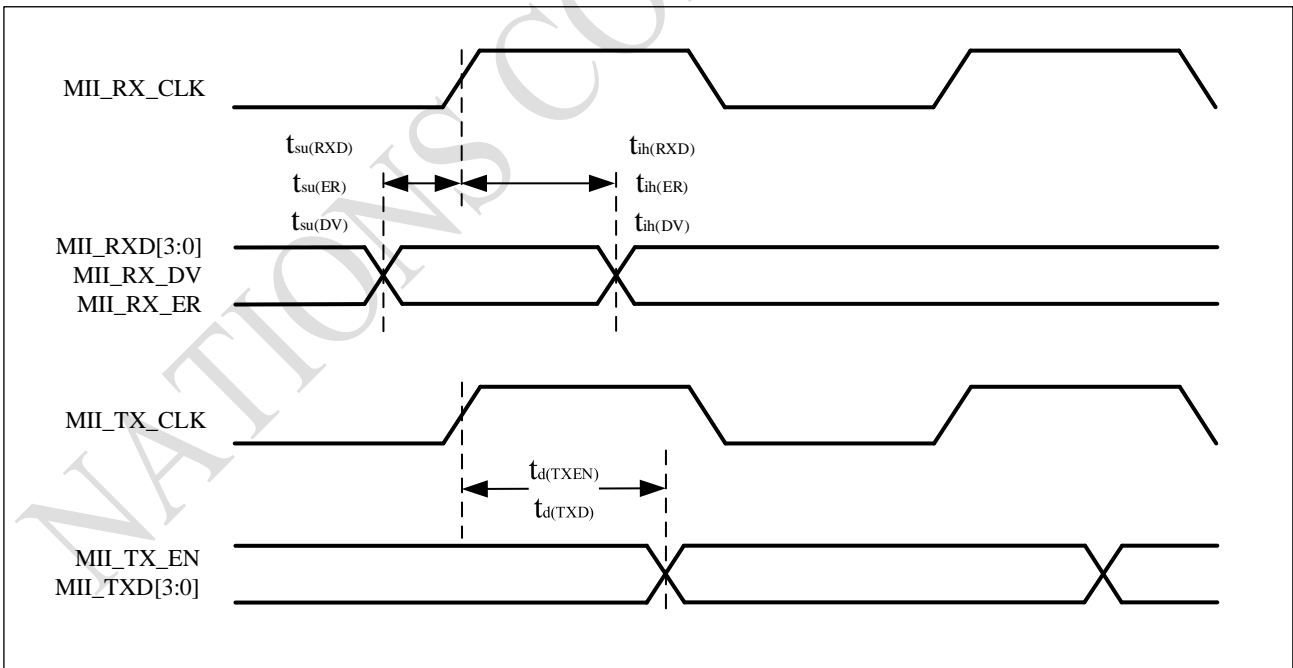 NATIONS CO
MII_RX_CLK
tsu(RXD)
tih(RXD)
tsu(ER)
tih(ER)
tsu(DV)
tih(DV)
MII_RXD[3:0]
MII_RX_DV
MII_RX_ER
MII_TX_CLK
td(TXEN)
td(TXD)
MII_TX_EN
MII_TXD[3:0]